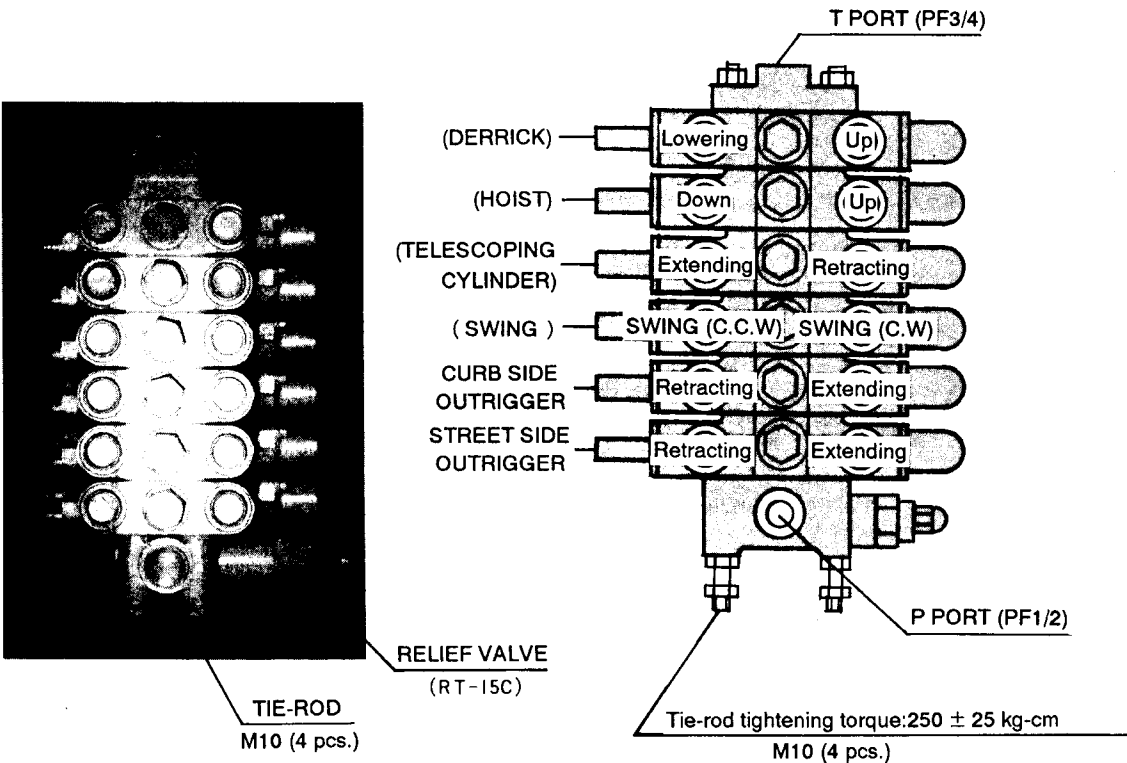 T PORT (PF3/4)
(DERRICK)
Lowering
Up
(HOIST)
Down
Up
(TELESCOPING
CYLINDER)
Extending
Retracting
( SWING )
SWING (C.C.W)
SWING (C.W)
CURB SIDE
OUTRIGGER
Retracting
Extending
STREET SIDE
OUTRIGGER
Retracting
Extending
P PORT (PF1/2)
RELIEF VALVE
(RT-15C)
TIE-ROD
M10 (4 pcs.)
Tie-rod tightening torque:250 ± 25 kg-cm
M10 (4 pcs.)